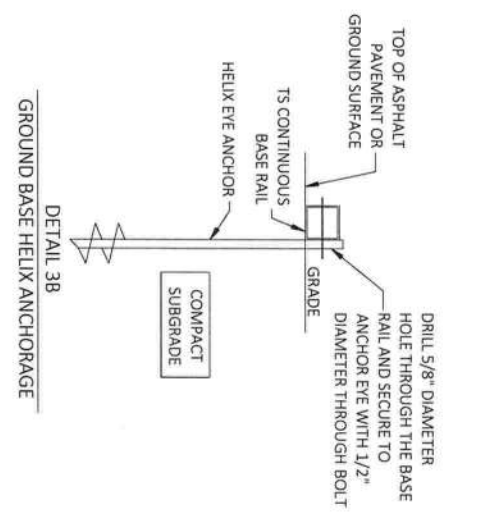 TOP OF ASPHALT
PAVEMENT OR
GROUND SURFACE
TS CONTINUOUS
BASE RAIL
HELIX EYE ANCHOR
DRILL 5/8" DIAMETER
HOLE THROUGH THE BASE
RAIL AND SECURE TO
ANCHOR EYE WITH 1/2"
DIAMETER THROUGH BOLT
GRADE
COMPACT
SUBGRADE
DETAIL 3B
GROUND BASE HELIX ANCHORAGE